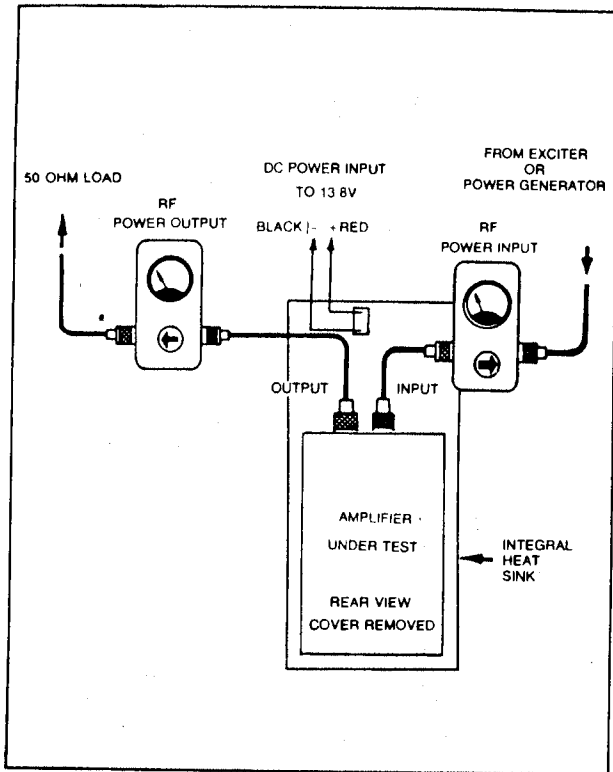 50 OHM LOAD
RF
POWER OUTPUT
DC POWER INPUT
TO 13 8V
BLACK - + RED
FROM EXCITER
OR
POWER GENERATOR
RF
POWER INPUT
OUTPUT
INPUT
AMPLIFIER
UNDER TEST
REAR VIEW
COVER REMOVED
INTEGRAL
HEAT
SINK